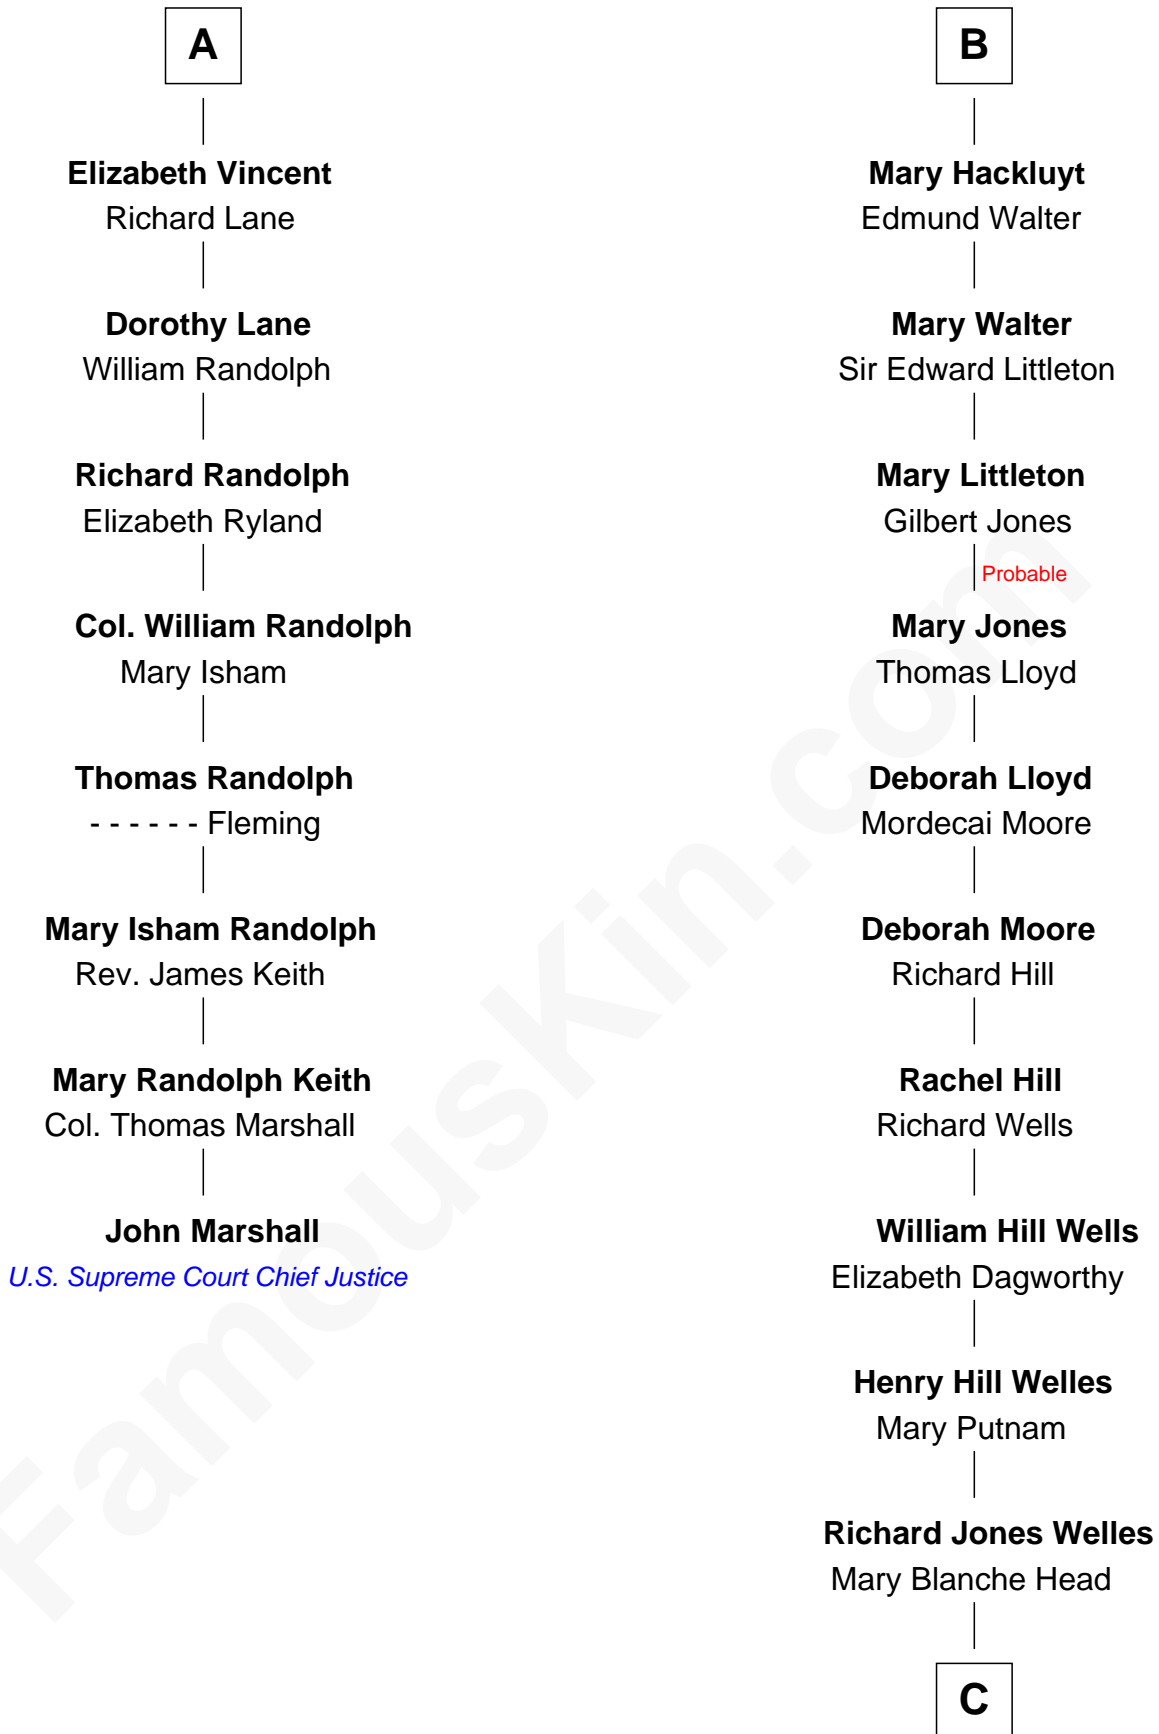 A
Elizabeth Vincent
Richard Lane
Dorothy Lane
William Randolph
Richard Randolph
Elizabeth Ryland
Col. William Randolph
Mary Isham
Thomas Randolph
- - - - - - Fleming
Mary Isham Randolph
Rev. James Keith
Mary Randolph Keith
Col. Thomas Marshall
John Marshall
U.S. Supreme Court Chief Justice
B
Mary Hackluyt
Edmund Walter
Mary Walter
Sir Edward Littleton
Mary Littleton
Gilbert Jones
Probable
Mary Jones
Thomas Lloyd
Deborah Lloyd
Mordecai Moore
Deborah Moore
Richard Hill
Rachel Hill
Richard Wells
William Hill Wells
Elizabeth Dagworthy
Henry Hill Welles
Mary Putnam
Richard Jones Welles
Mary Blanche Head
C
FamousKin.com